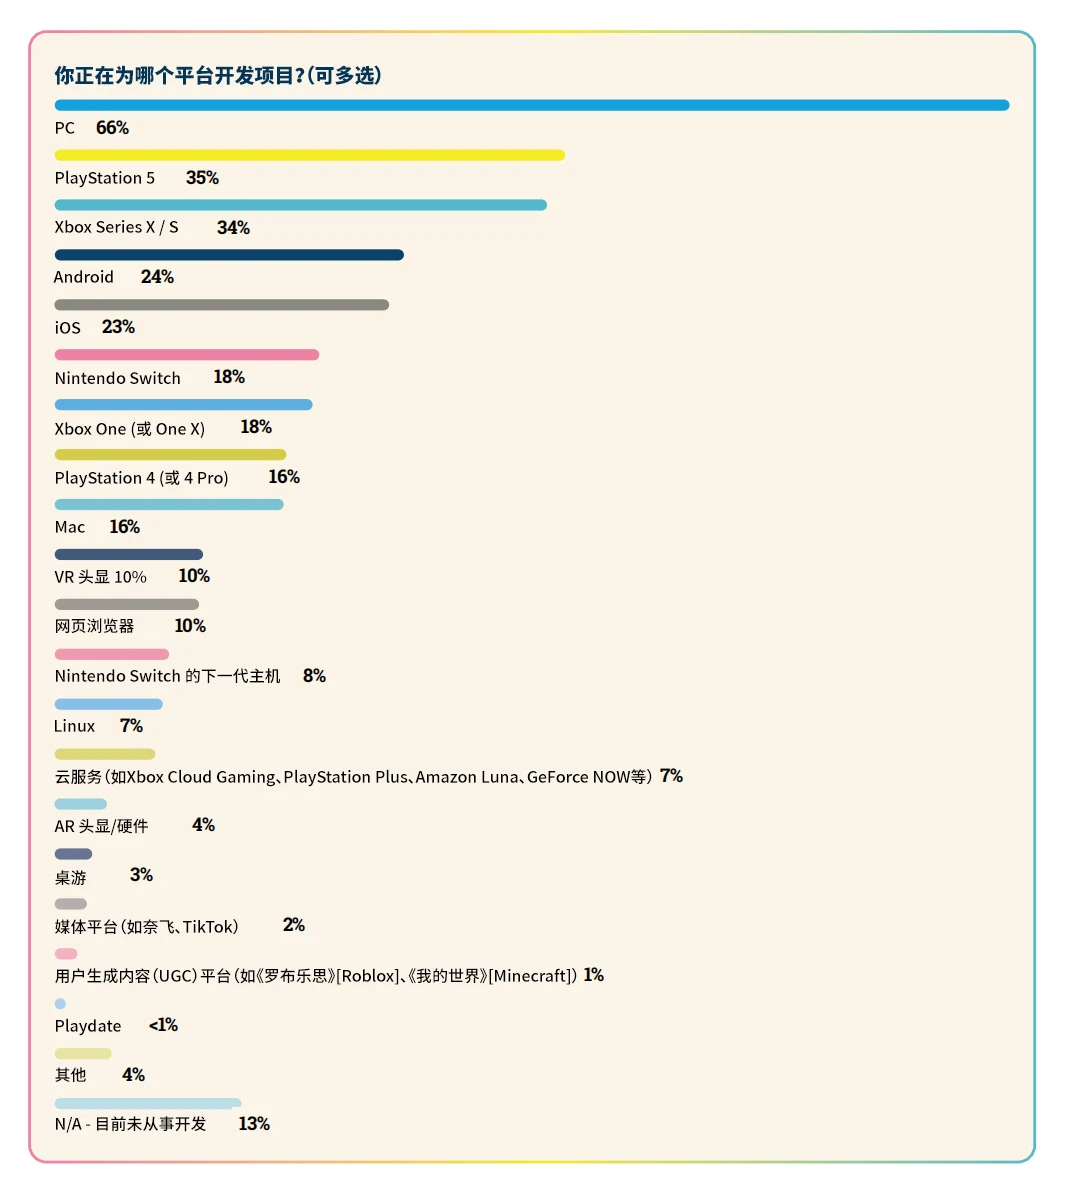 你正在为哪个平台开发项目?（可多选）
PC 66%
PlayStation 5 35%
Xbox Series X / S 34%
Android 24%
iOS 23%
Nintendo Switch 18%
Xbox One (或 One X) 18%
PlayStation 4 (或 4 Pro) 16%
Mac 16%
VR 头显 10% 10%
网页浏览器 10%
Nintendo Switch 的下一代主机 8%
Linux 7%
云服务（如Xbox Cloud Gaming、PlayStation Plus、Amazon Luna、GeForce NOW等） 7%
AR 头显/硬件 4%
桌游 3%
媒体平台（如奈飞、TikTok） 2%
用户生成内容（UGC）平台（如《罗布乐思》[Roblox]、《我的世界》[Minecraft]） 1%
Playdate <1%
其他 4%
N/A - 目前未从事开发 13%